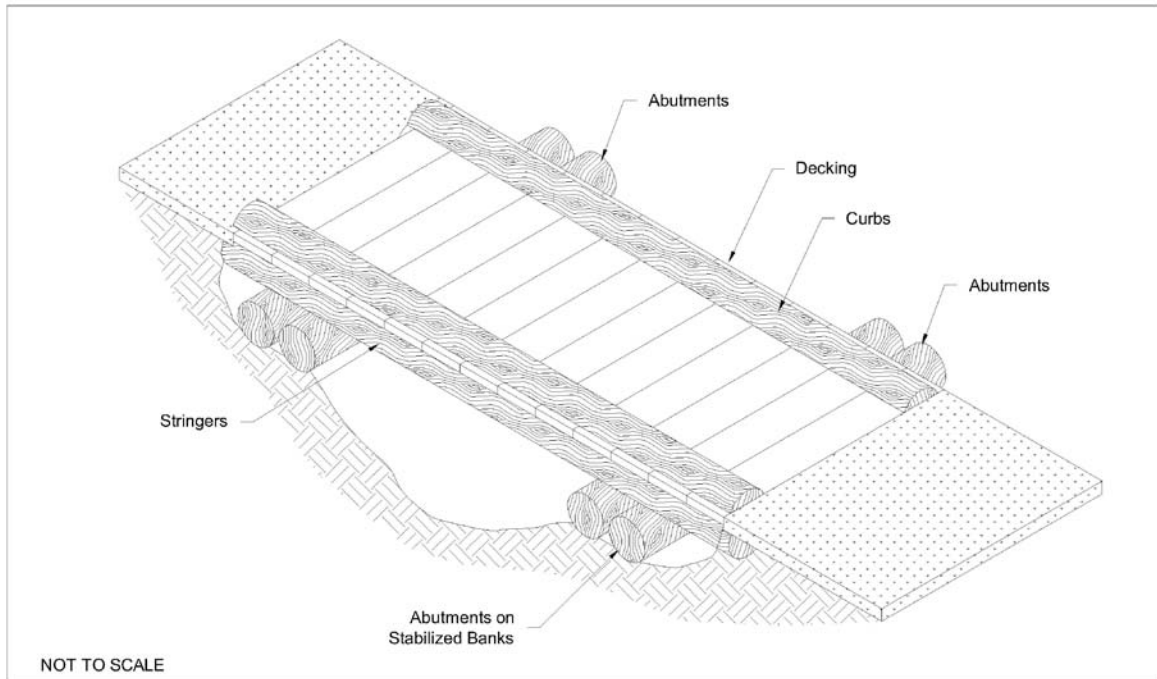 Abutments
Decking
Curbs
Abutments
Stringers
Abutments on
Stabilized Banks
NOT TO SCALE